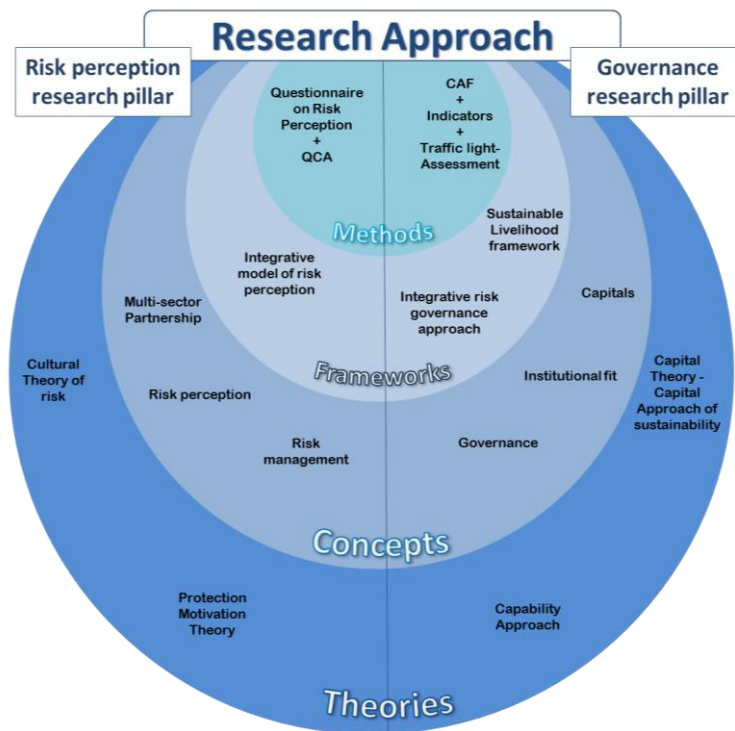 Research Approach
Risk perception
research pillar
Governance
research pillar
Questionnaire
on Risk
Perception
+
QCA
CAF
+
Indicators
+
Traffic light-
Assessment
Methods
Sustainable
Livelihood
framework
Integrative
model of risk
perception
Integrative risk
governance
approach
Frameworks
Multi-sector
Partnership
Capitals
Risk perception
Institutional fit
Risk
management
Governance
Concepts
Cultural
Theory of
risk
Capital
Theory -
Capital
Approach of
sustainability
Protection
Motivation
Theory
Capability
Approach
Theories